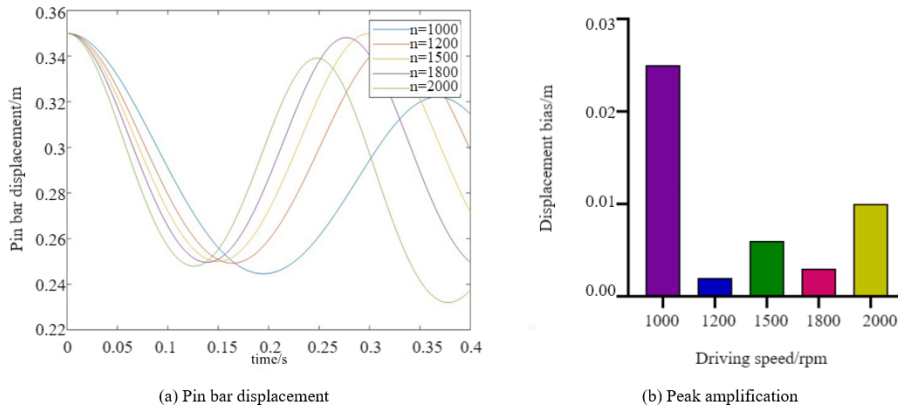 0.36
0.34
0.32
0.3
0.28
0.26
0.24
0.22
Pin bar displacement/m
n=1000
n=1200
n=1500
n=1800
n=2000
0 0.05 0.1 0.15 0.2 0.25 0.3 0.35 0.4
time/s
(a) Pin bar displacement
0.03
0.02
0.01
0.00
Displacement bias/m
1000 1200 1500 1800 2000
Driving speed/rpm
(b) Peak amplification